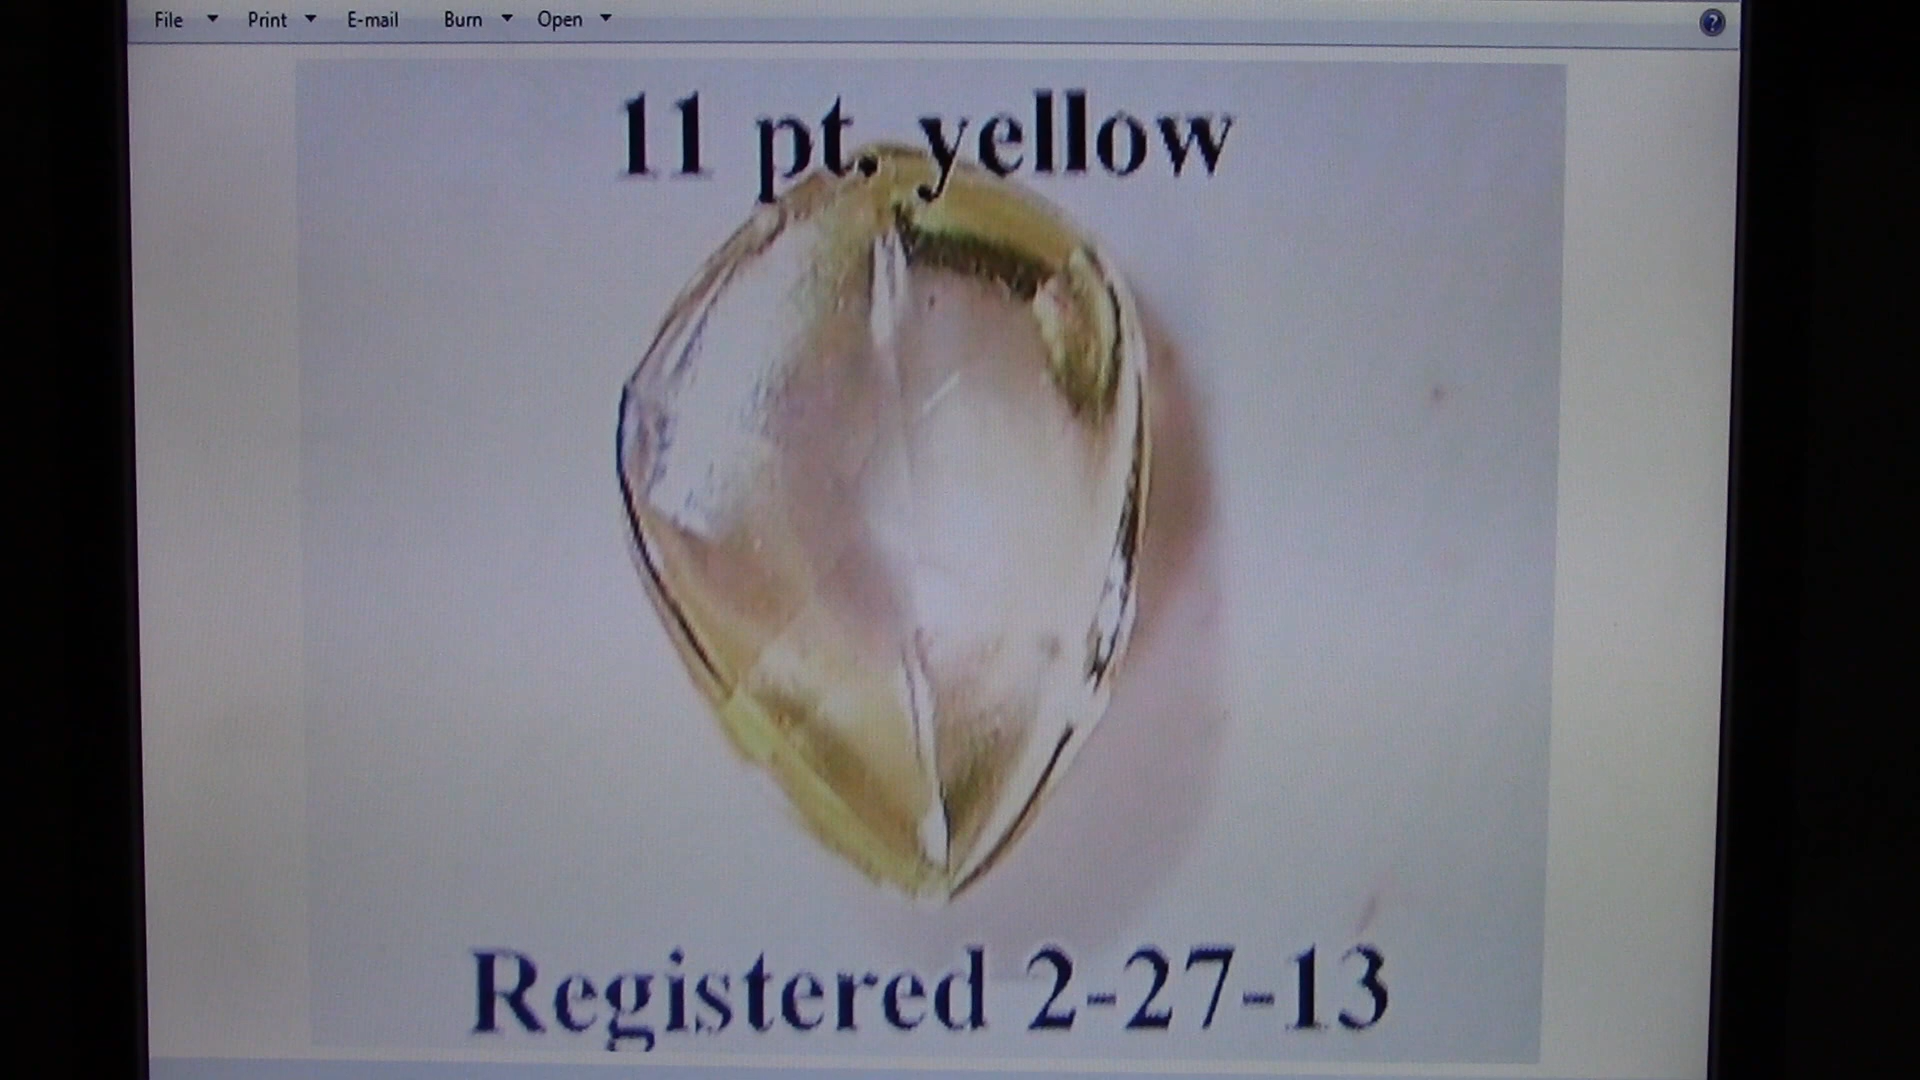 File Print E-mail Burn Open
11 pt. yellow
Registered 2-27-13